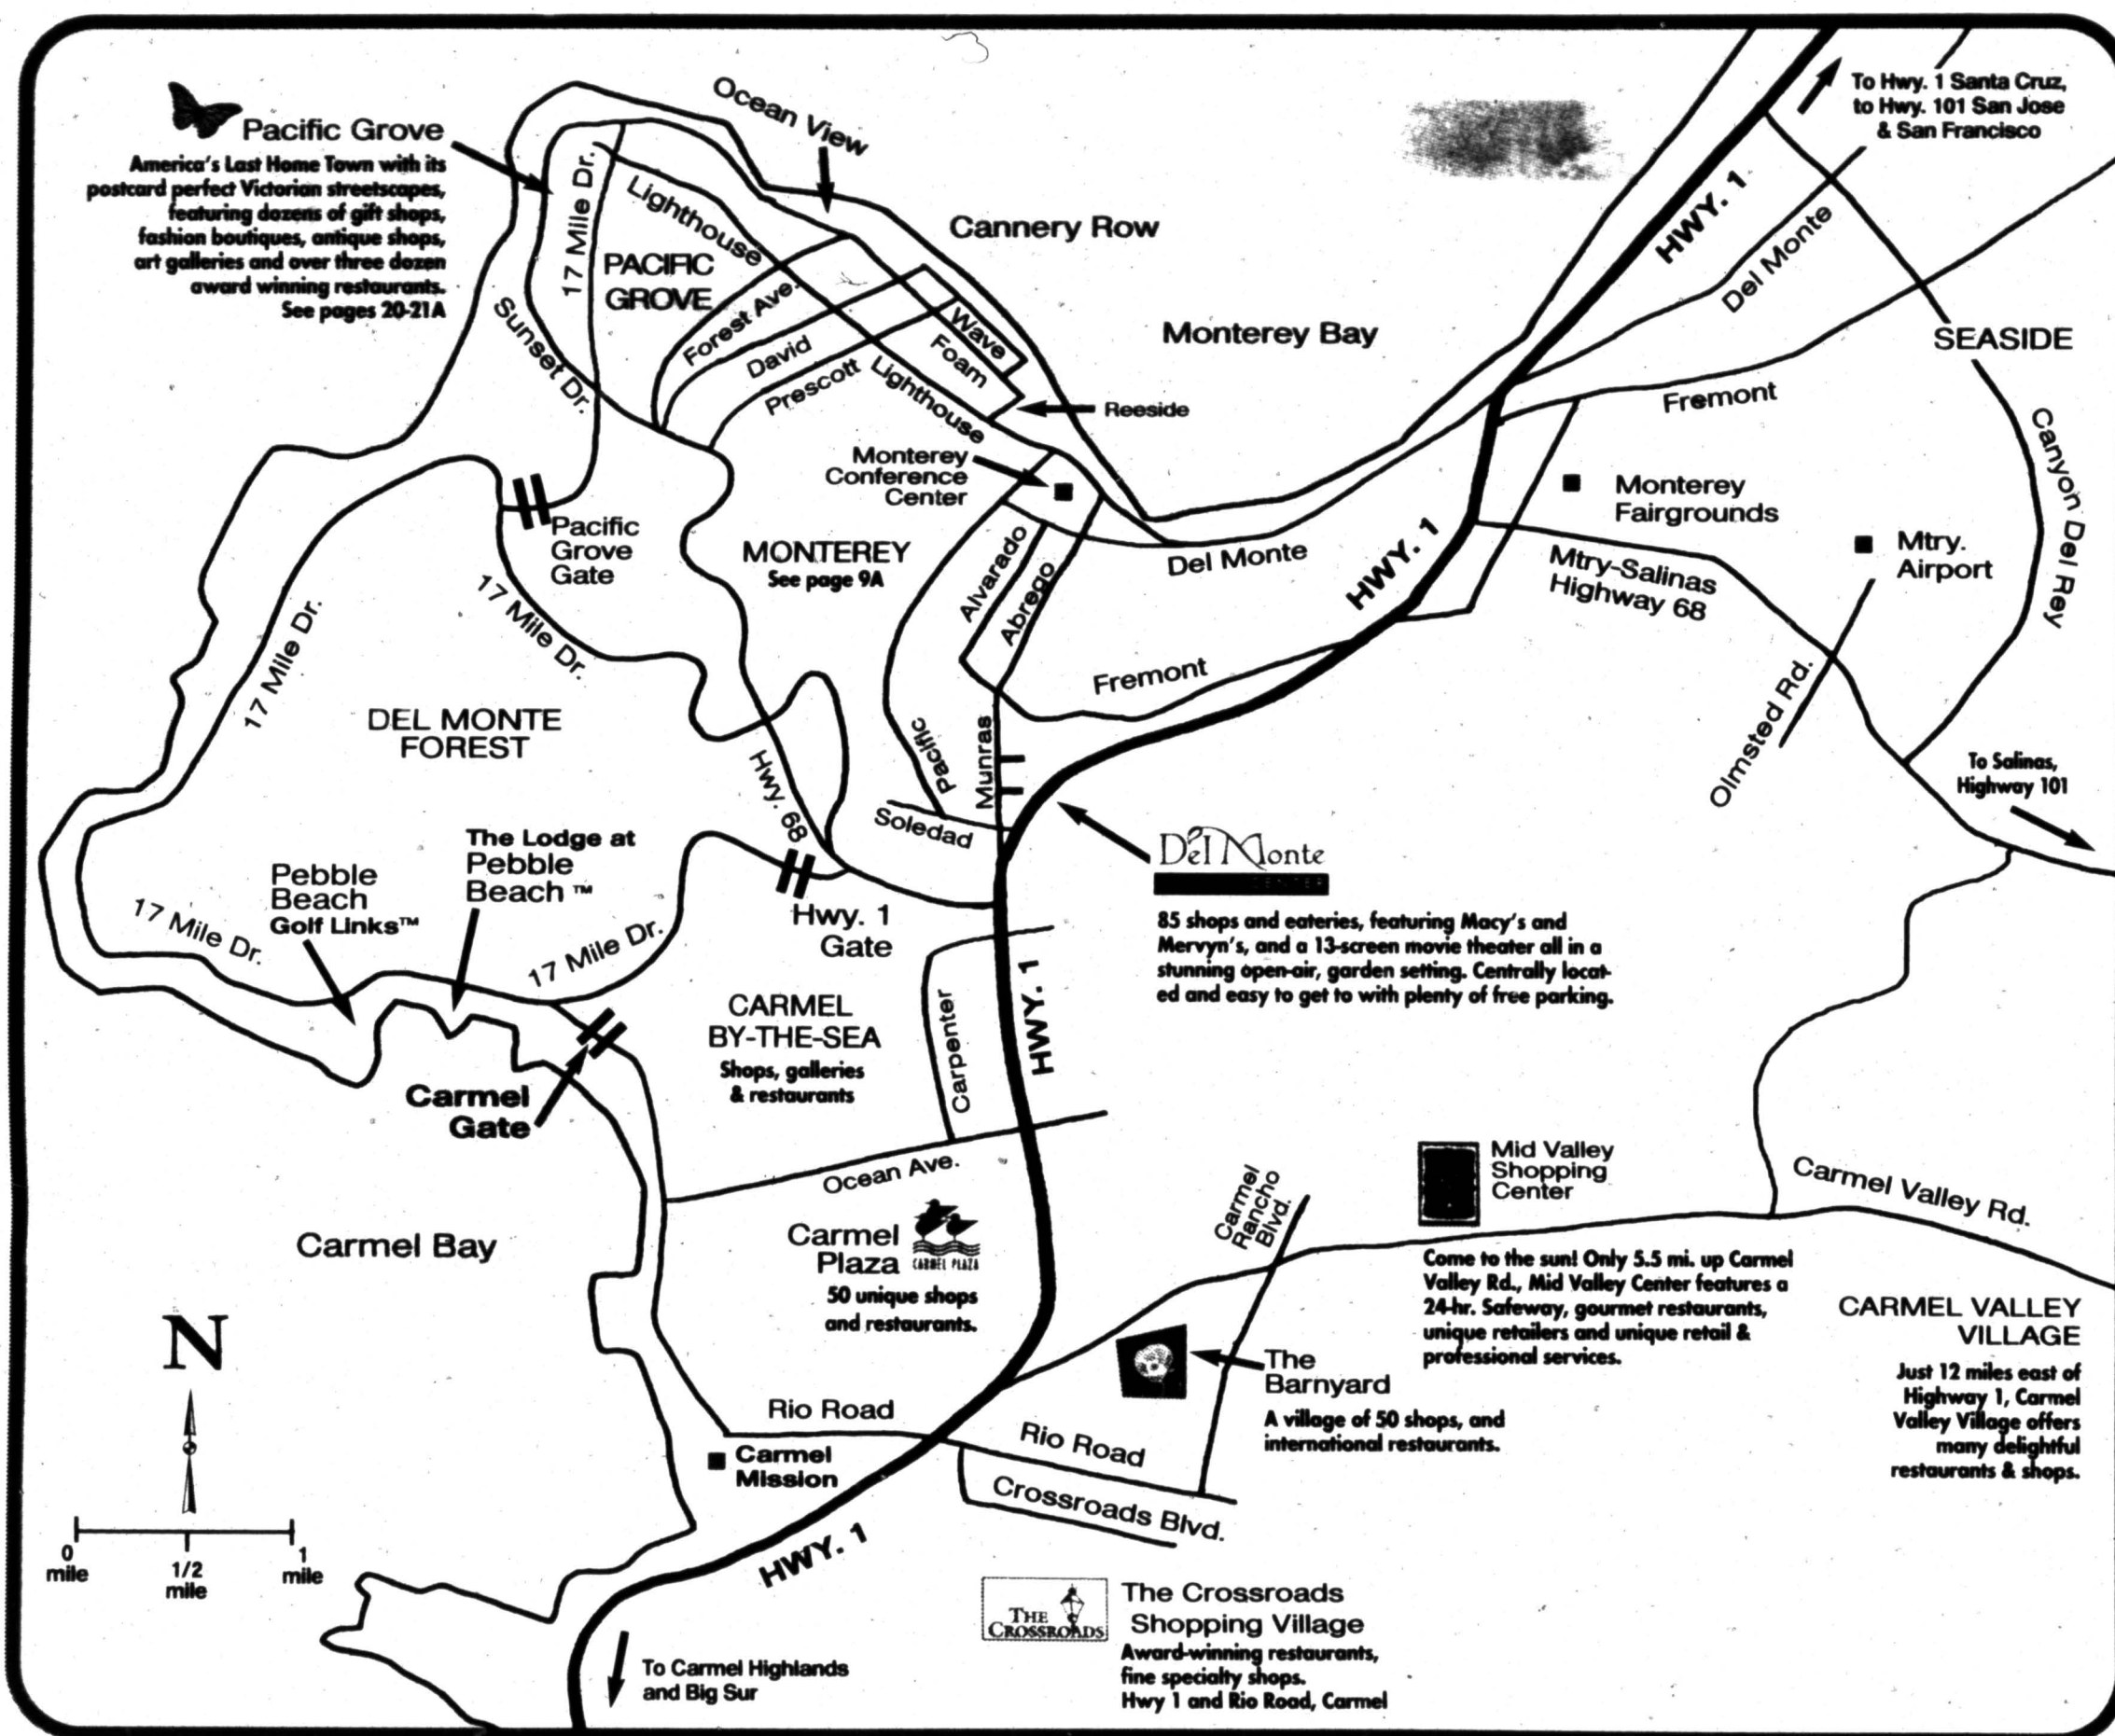 Ocean View
To Hwy. 1 Santa Cruz,
to Hwy. 101 San Jose
& San Francisco
Pacific Grove
America's Last Home Town with its
postcard perfect Victorian streetscapes,
featuring dozens of gift shops,
fashion boutiques, antique shops,
art galleries and over three dozen
award winning restaurants.
See pages 20-21A
17 Mile Dr.
Lighthouse
Cannery Row
HWY. 1
Del Monte
PACIFIC
GROVE
Sunset Dr.
Forest Ave.
David
Prescott
Wave
Foam
Lighthouse
Reeside
Monterey Bay
SEASIDE
Fremont
Canyon Del Rey
Monterey
Conference
Center
Monterey
Fairgrounds
Mtry.
Airport
Pacific
Grove
Gate
MONTEREY
See page 9A
Alvarado
Abrego
Del Monte
HWY. 1
Mtry-Salinas
Highway 68
17 Mile Dr.
17 Mile Dr.
Fremont
Olmsted Rd.
DEL MONTE
FOREST
Hwy. 68
Pacific
Munras
Soledad
To Salinas,
Highway 101
The Lodge at
Pebble
Beach ™
Pebble
Beach
Golf Links™
17 Mile Dr.
17 Mile Dr.
Hwy. 1
Gate
Del Monte
CENTER
85 shops and eateries, featuring Macy's and
Mervyn's, and a 13-screen movie theater all in a
stunning open-air, garden setting. Centrally locat-
ed and easy to get to with plenty of free parking.
CARMEL
BY-THE-SEA
Shops, galleries
& restaurants
Carpenter
HWY. 1
Carmel
Gate
Ocean Ave.
Carmel Bay
Carmel
Plaza
CARMEL PLAZA
50 unique shops
and restaurants.
Carmel
Rancho
Blvd.
Mid Valley
Shopping
Center
Carmel Valley Rd.
Come to the sun! Only 5.5 mi. up Carmel
Valley Rd., Mid Valley Center features a
24-hr. Safeway, gourmet restaurants,
unique retailers and unique retail &
professional services.
CARMEL VALLEY
VILLAGE
Just 12 miles east of
Highway 1, Carmel
Valley Village offers
many delightful
restaurants & shops.
The
Barnyard
A village of 50 shops, and
international restaurants.
N
Rio Road
Rio Road
Carmel
Mission
Crossroads Blvd.
HWY. 1
0
mile
1/2
mile
1
mile
THE
CROSSROADS
The Crossroads
Shopping Village
Award-winning restaurants,
fine specialty shops.
Hwy 1 and Rio Road, Carmel
To Carmel Highlands
and Big Sur